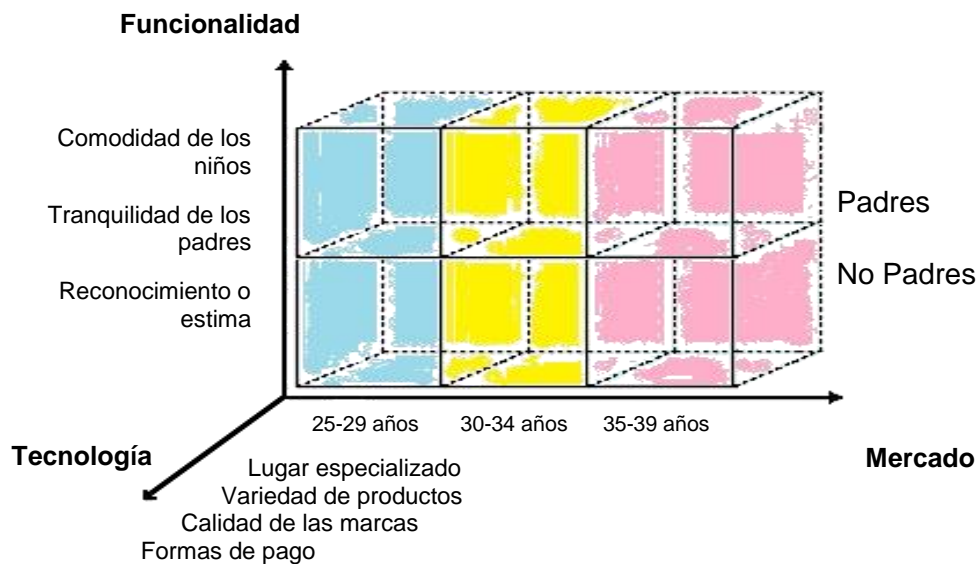 Funcionalidad
Comodidad de los
niños
Tranquilidad de los
padres
Reconocimiento o
estima
Padres
No Padres
25-29 años
30-34 años
35-39 años
Tecnología
Mercado
Lugar especializado
Variedad de productos
Calidad de las marcas
Formas de pago